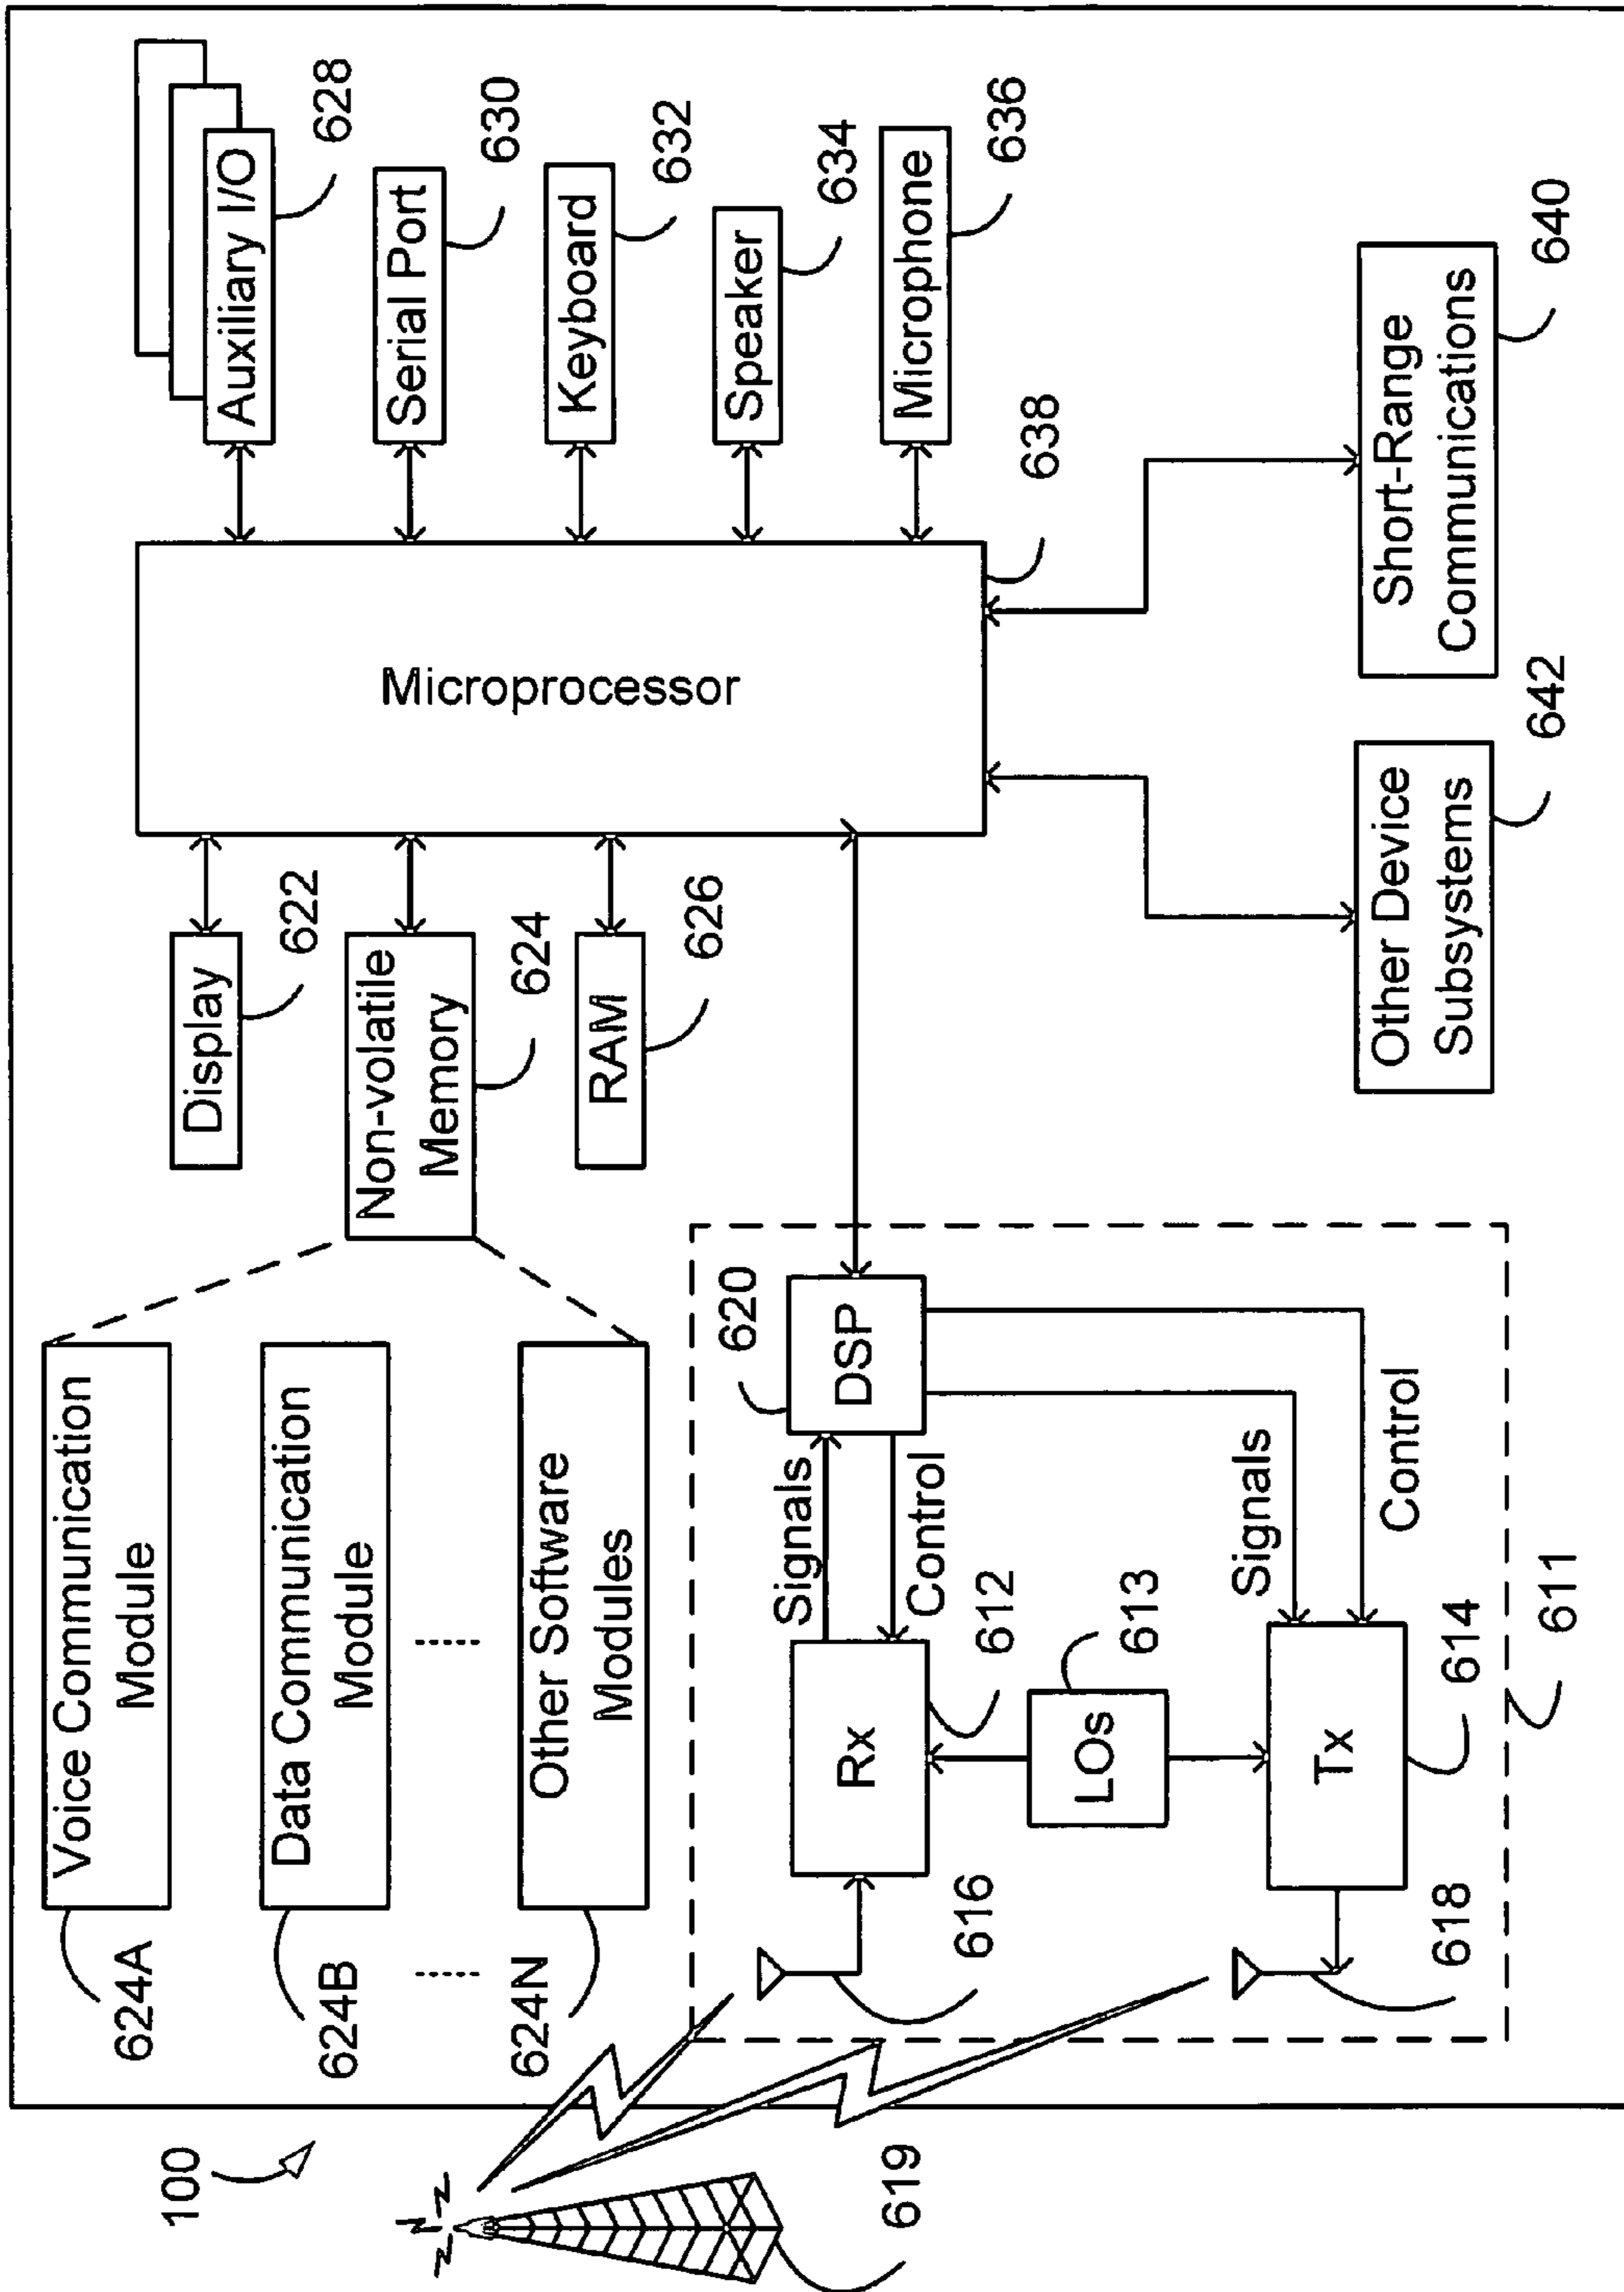 100
624A
Voice Communication
Module
624B
Data Communication
Module
624N
Other Software
Modules
Display
622
Non-volatile
Memory
624
RAM
626
Microprocessor
638
Auxiliary I/O
628
Serial Port
630
Keyboard
632
Speaker
634
Microphone
636
619
616
Rx
612
Signals
Control
DSP
620
LOs
613
618
Tx
614
Signals
Control
611
Other Device
Subsystems
642
Short-Range
Communications
640